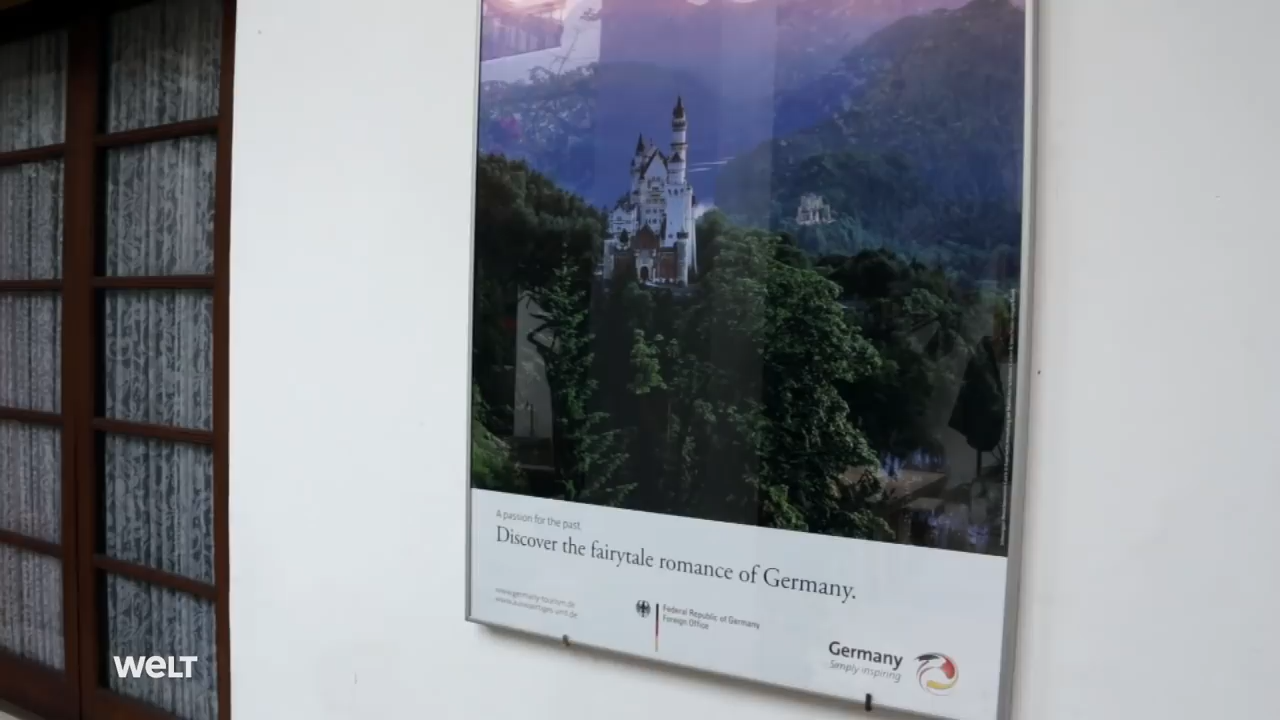 A passion for the past.
Discover the fairytale romance of Germany.
www.germany-tourism.de
www.auswaertiges-amt.de
Federal Republic of Germany
Foreign Office
Germany
Simply inspiring
welt